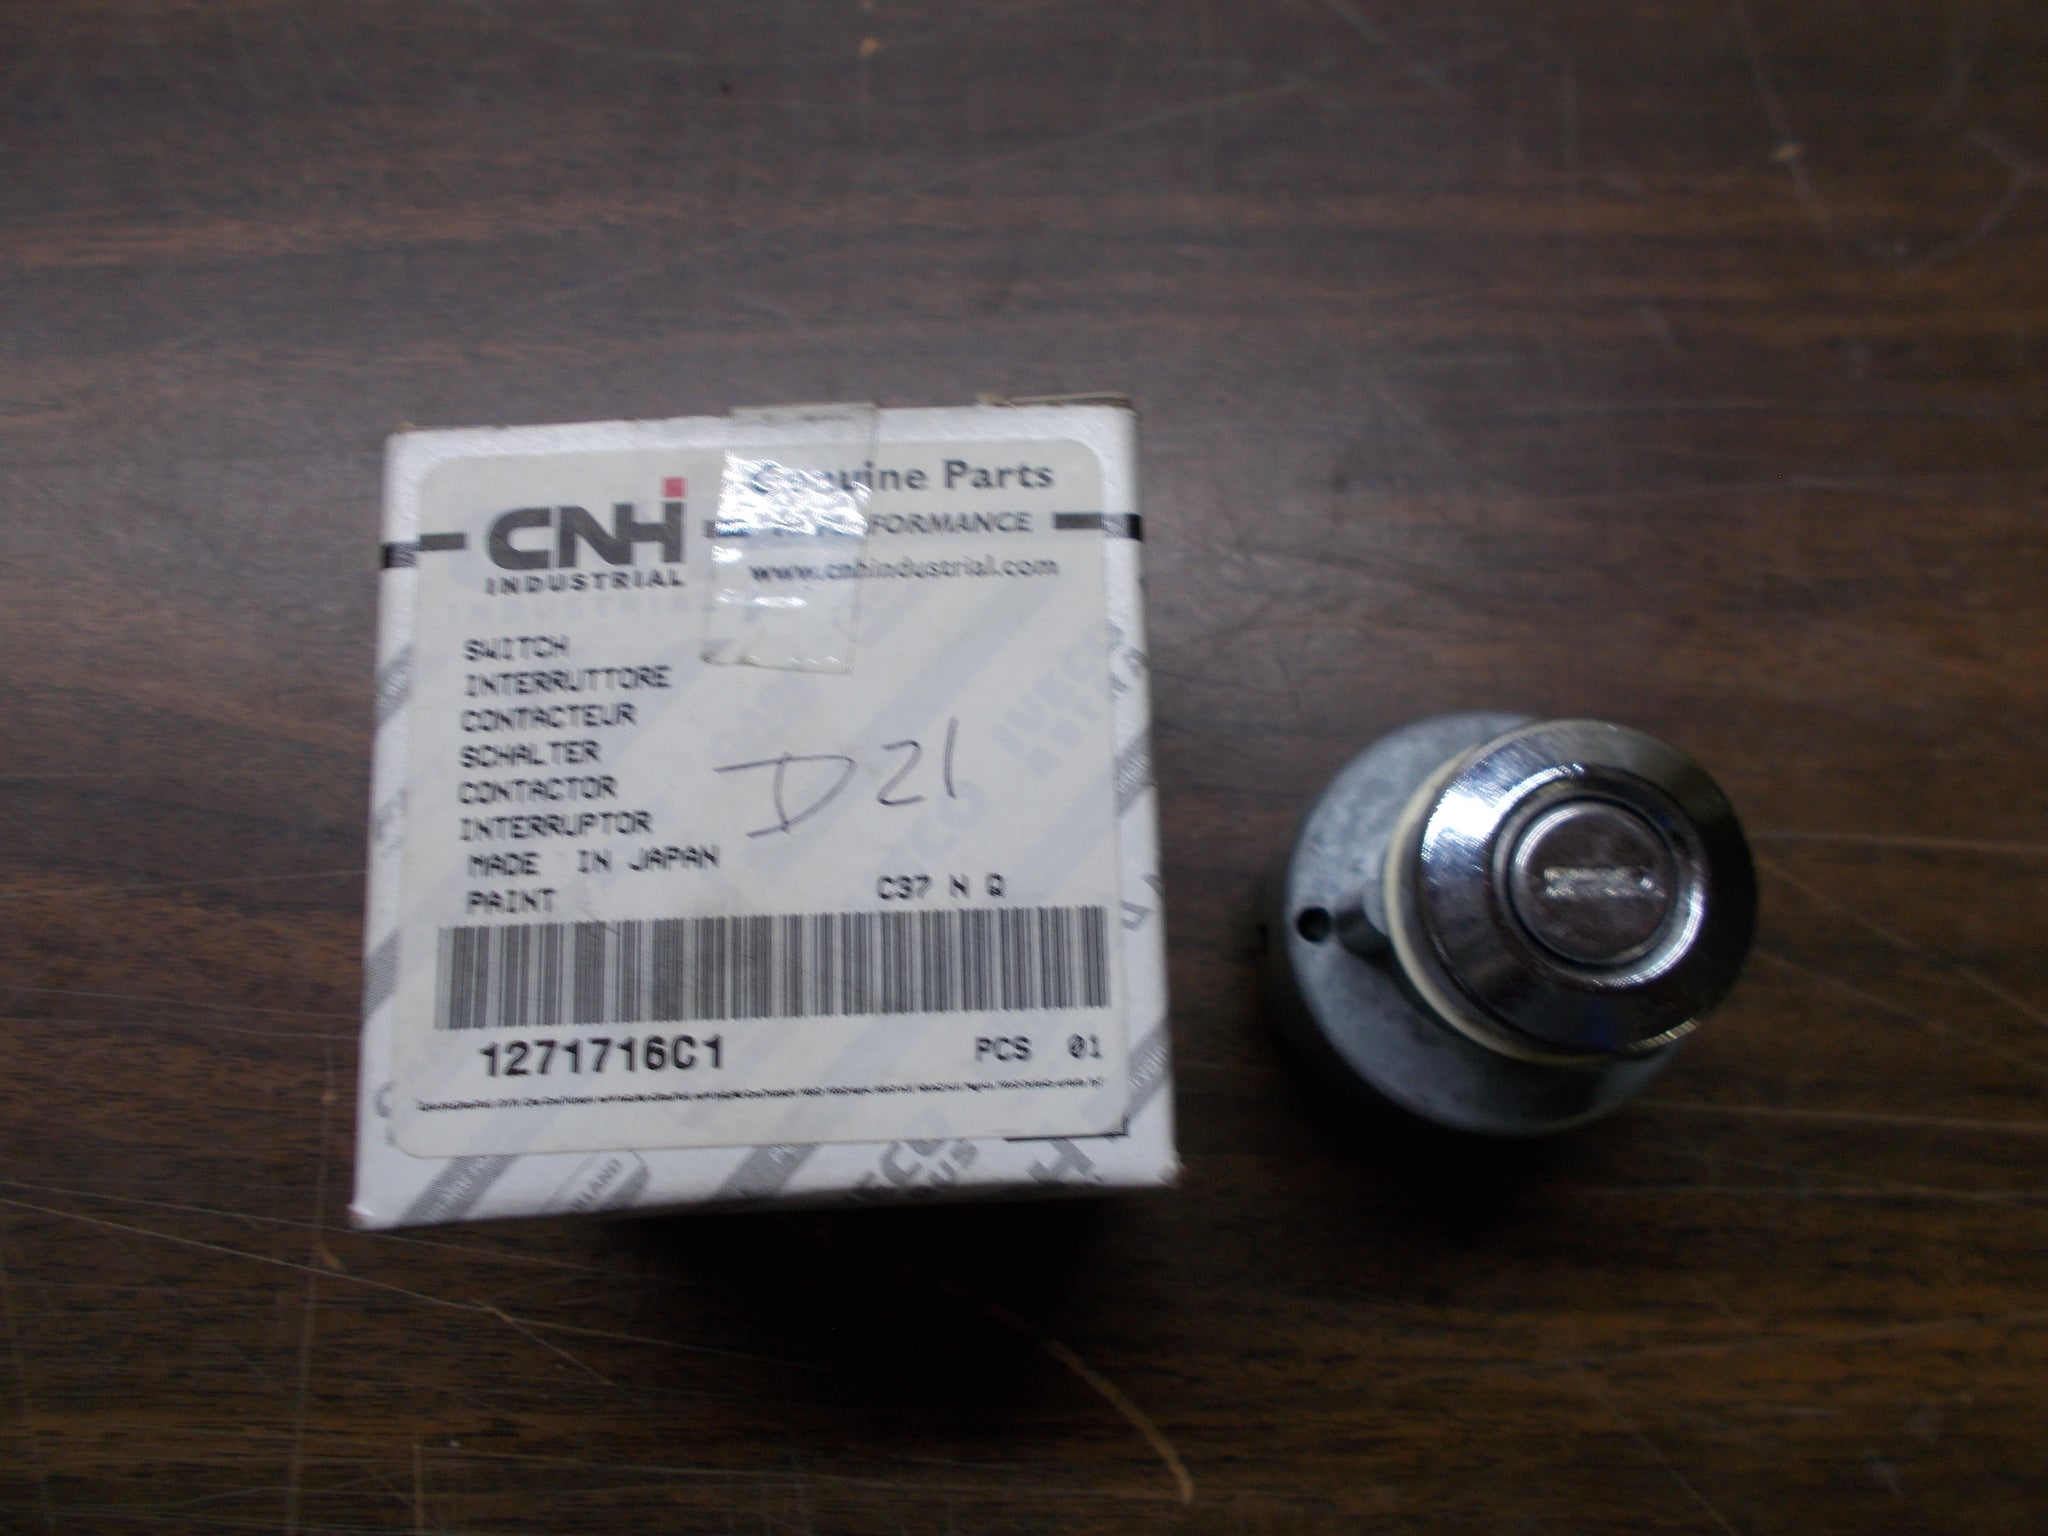 CNH
INDUSTRIAL
Genuine Parts
www.cnhindustrial.com
SWITCH
INTERRUTTORE
CONTACTEUR
SCHALTER
CONTACTOR
INTERRUPTOR
D21
MADE IN JAPAN
PAINT C37 N Q
1271716C1 PCS 01